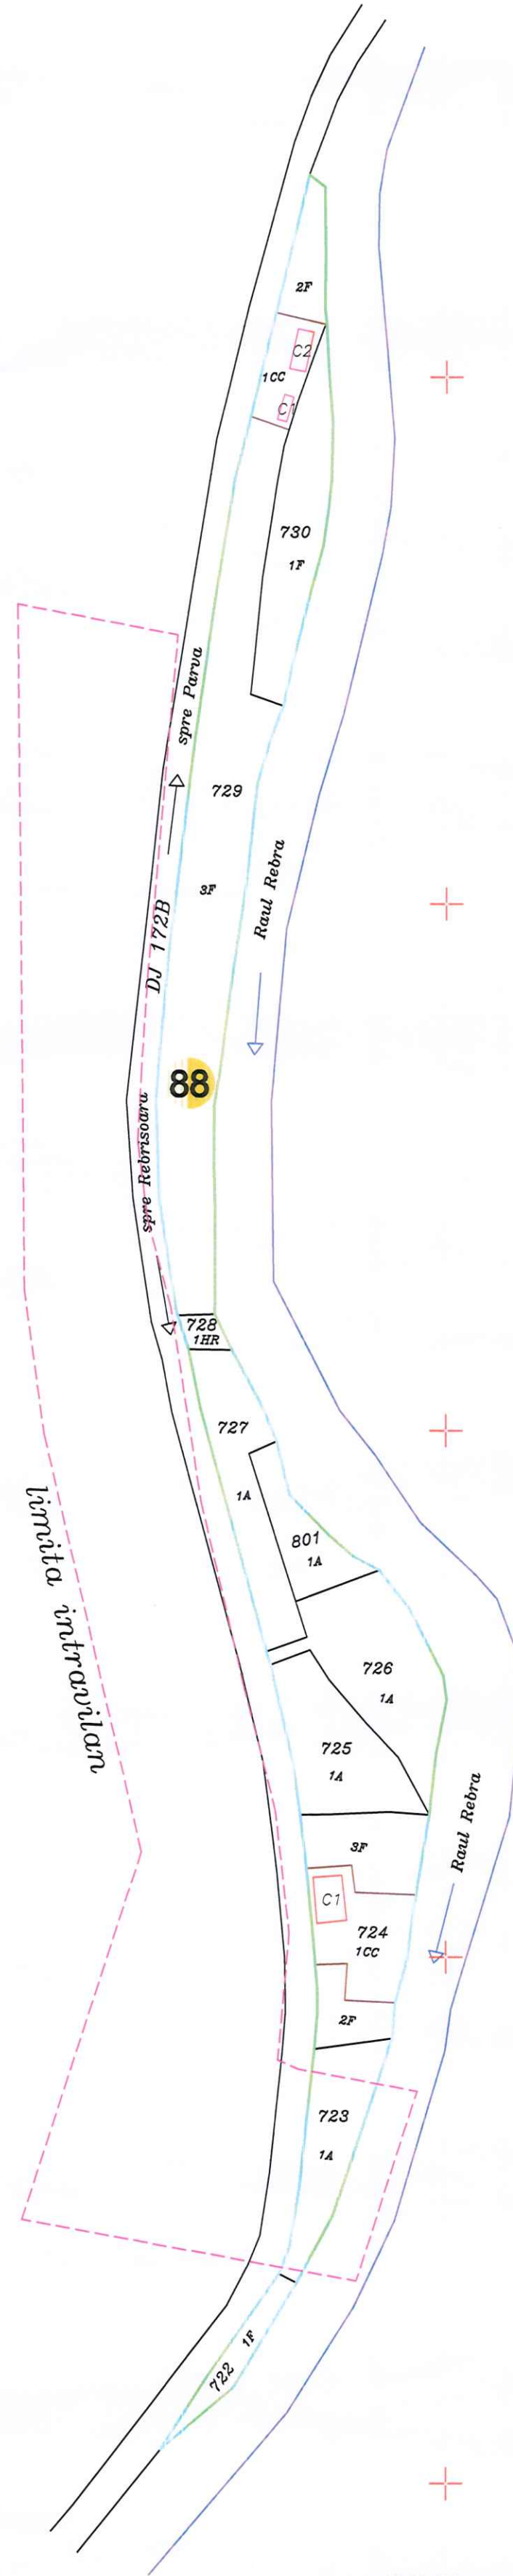 2F
C2
1CC
C1
730
1F
spre Parva
729
3F
Raul Rebra
DJ 172B
88
spre Rebrisoara
728
1HR
727
1A
801
1A
limita intravilan
726
1A
725
1A
Raul Rebra
3F
C1
724
1CC
2F
723
1A
1F
722